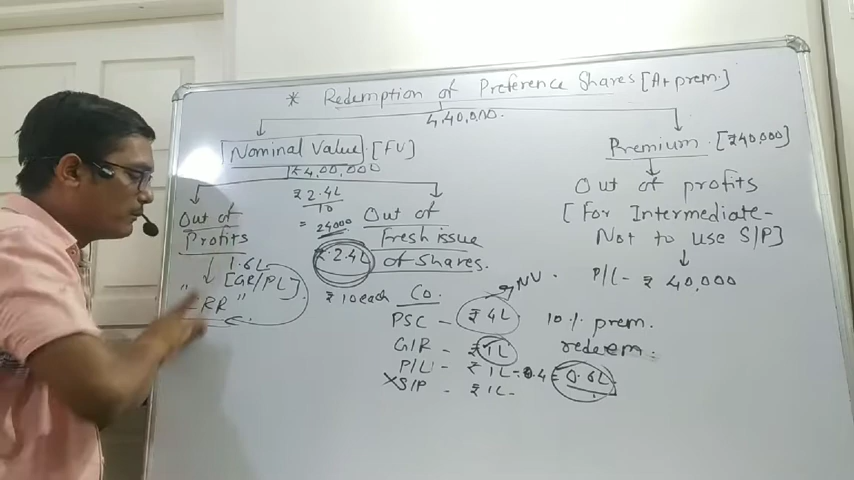 * Redemption of Preference Shares [At prem.]
4,40,000.
Nominal Value [FV]
₹4,00,000
Premium [₹40,000]
Out of
Profits
1.6L
[GR/PL]
"CRR"
₹2.4L
10
= 24000
₹2.4L
Out of
Fresh issue
of Shares.
₹10 each
Out of profits
[For Intermediate-
Not to use S/P]
P/L - ₹ 40,000
Co.
NV.
PSC - ₹4L 10% prem.
G/R - ₹1L redeem.
P/L - ₹1L - 0.4 = 0.6L
XS/P - ₹1L-